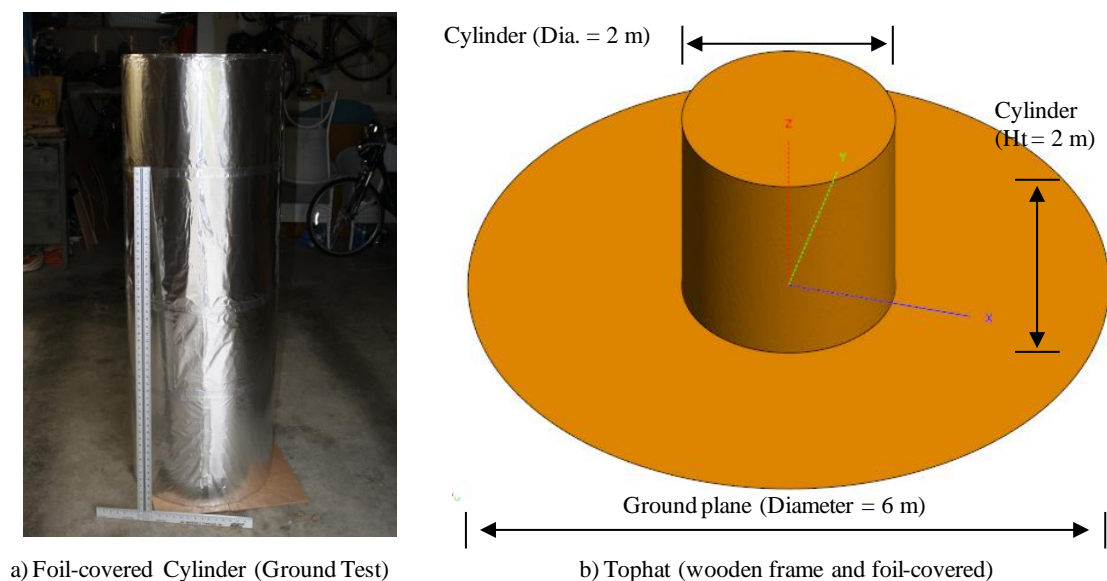 Cylinder (Dia. = 2 m)
Cylinder
(Ht = 2 m)
Z
Y
X
Ground plane (Diameter = 6 m)
a) Foil-covered Cylinder (Ground Test)
b) Tophat (wooden frame and foil-covered)